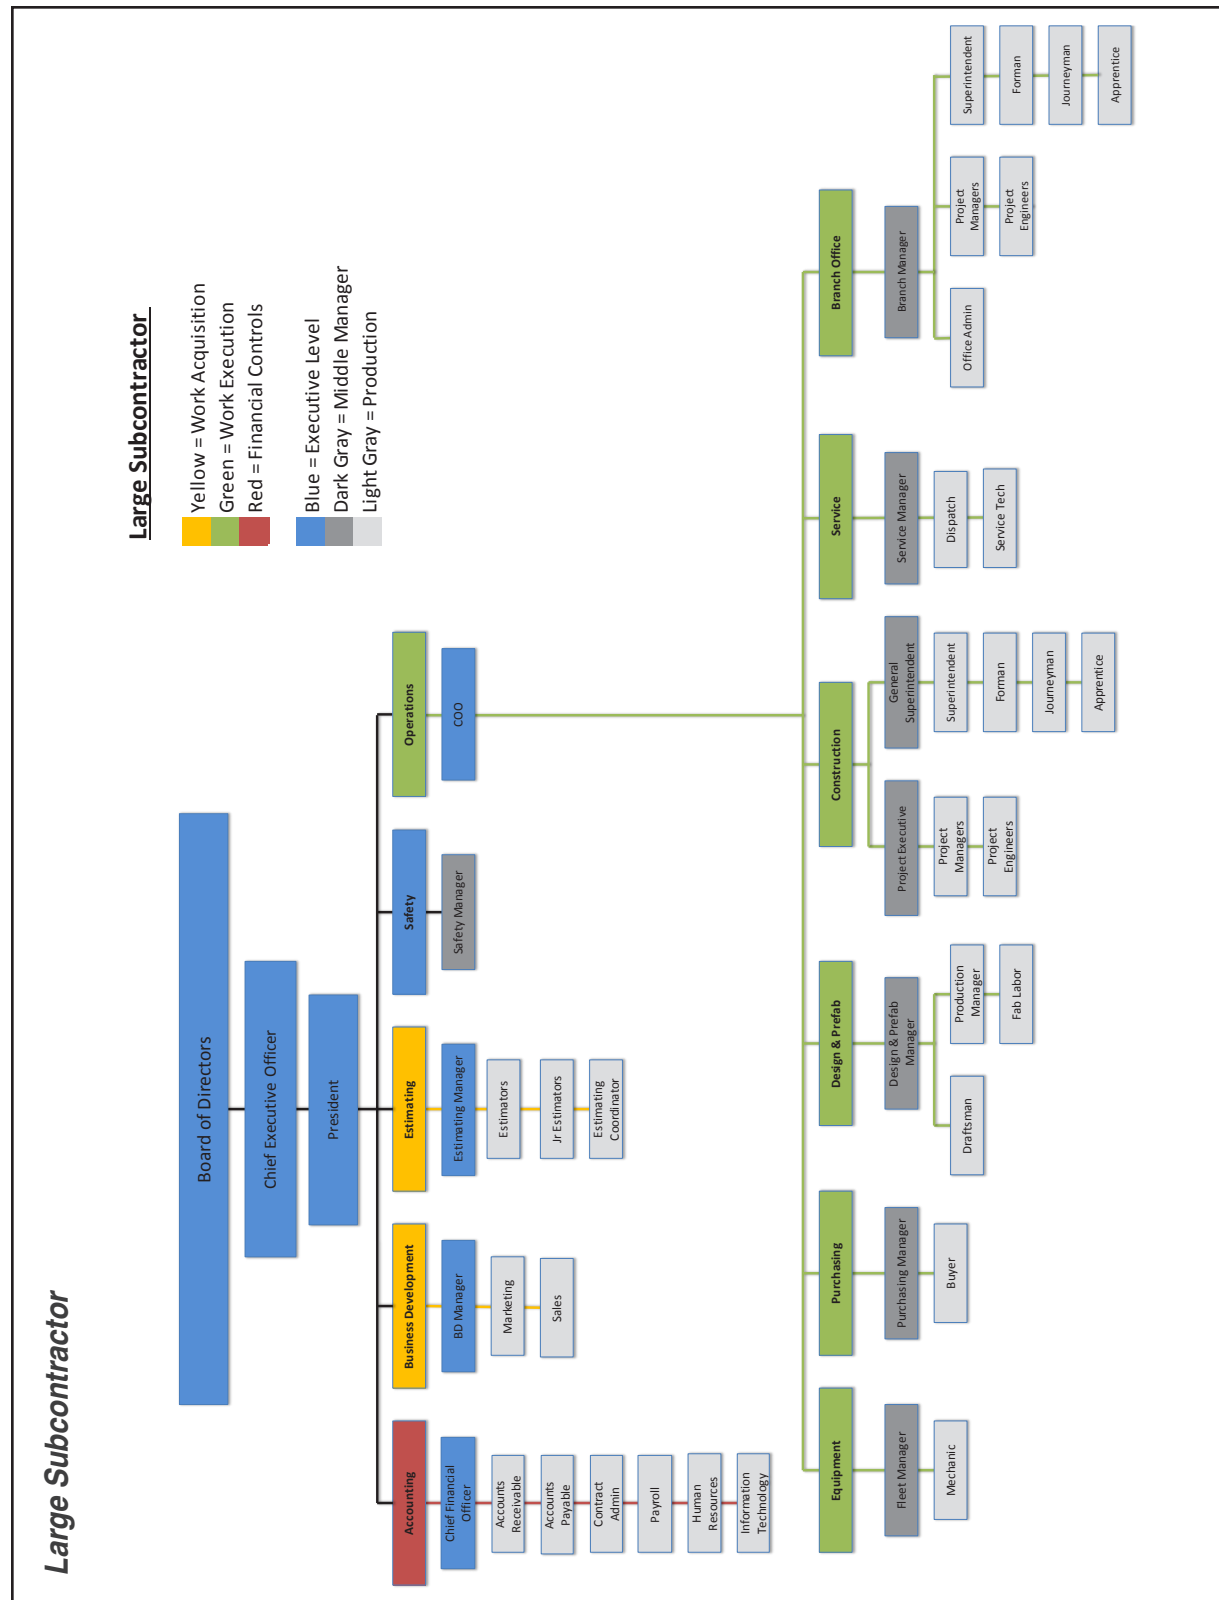 Large Subcontractor
Large Subcontractor
Yellow = Work Acquisition
Green = Work Execution
Red = Financial Controls
Blue = Executive Level
Dark Gray = Middle Manager
Light Gray = Production
Board of Directors
Chief Executive Officer
President
Accounting
Business Development
Estimating
Safety
Operations
Chief Financial
Officer
BD Manager
Estimating Manager
Safety Manager
COO
Accounts
Receivable
Accounts
Payable
Contract
Admin
Payroll
Human
Resources
Information
Technology
Marketing
Sales
Estimators
Jr Estimators
Estimating
Coordinator
Equipment
Purchasing
Design & Prefab
Construction
Service
Branch Office
Fleet Manager
Mechanic
Purchasing Manager
Buyer
Design & Prefab
Manager
Draftsman
Production
Manager
Fab Labor
Project Executive
Project
Managers
Project
Engineers
General
Superintendent
Superintendent
Forman
Journeyman
Apprentice
Service Manager
Dispatch
Service Tech
Branch Manager
Office Admin
Project
Managers
Project
Engineers
Superintendent
Forman
Journeyman
Apprentice